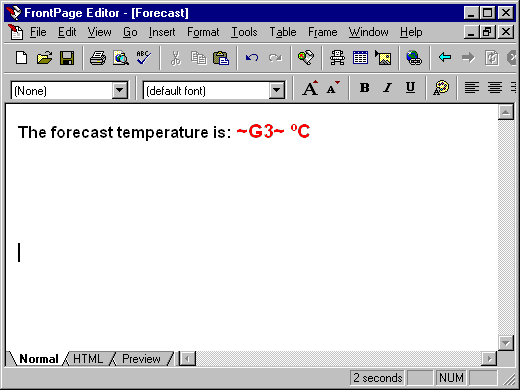 FrontPage Editor - [Forecast]
File Edit View Go Insert Format Tools Table Frame Window Help
ABC
(None) (default font) A A B I U
The forecast temperature is: ~G3~ ºC
Normal HTML Preview
2 seconds NUM